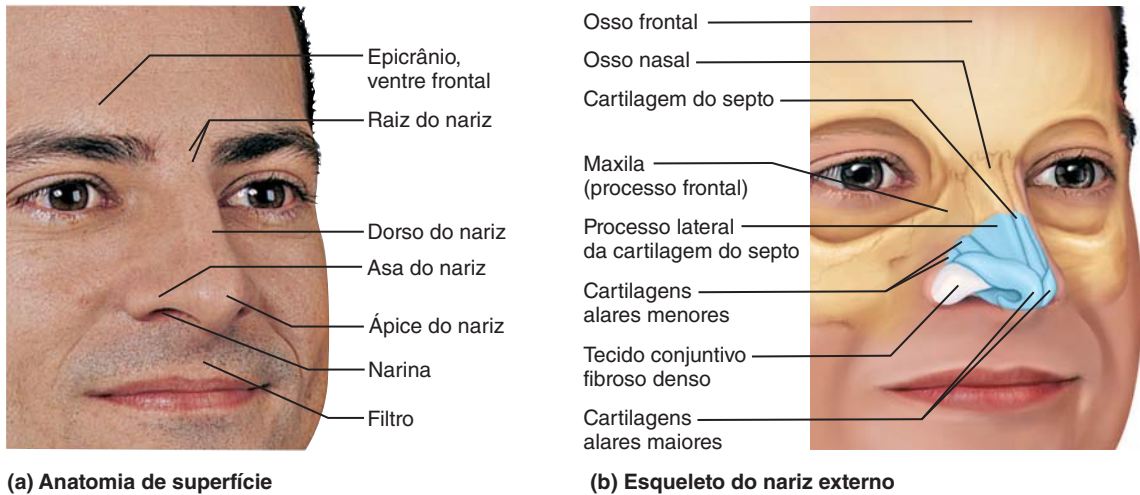 Epicrânio,
ventre frontal
Raiz do nariz
Dorso do nariz
Asa do nariz
Ápice do nariz
Narina
Filtro
(a) Anatomia de superfície
Osso frontal
Osso nasal
Cartilagem do septo
Maxila
(processo frontal)
Processo lateral
da cartilagem do septo
Cartilagens
alares menores
Tecido conjuntivo
fibroso denso
Cartilagens
alares maiores
(b) Esqueleto do nariz externo